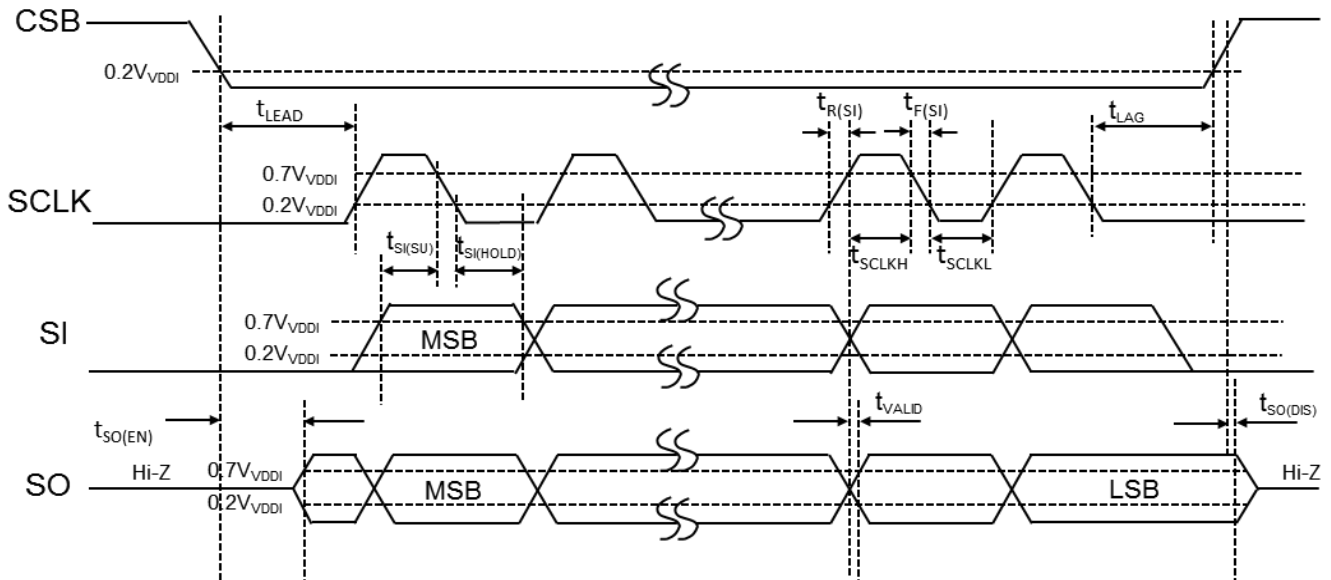 CSB
0.2VVDDI
tLEAD
tR(SI)
tF(SI)
tLAG
0.7VVDDI
SCLK
0.2VVDDI
tSI(SU)
tSI(HOLD)
tSCLKH
tSCLKL
0.7VVDDI
SI
MSB
0.2VVDDI
tVALID
tSO(DIS)
tSO(EN)
Hi-Z
0.7VVDDI
Hi-Z
SO
MSB
LSB
0.2VVDDI